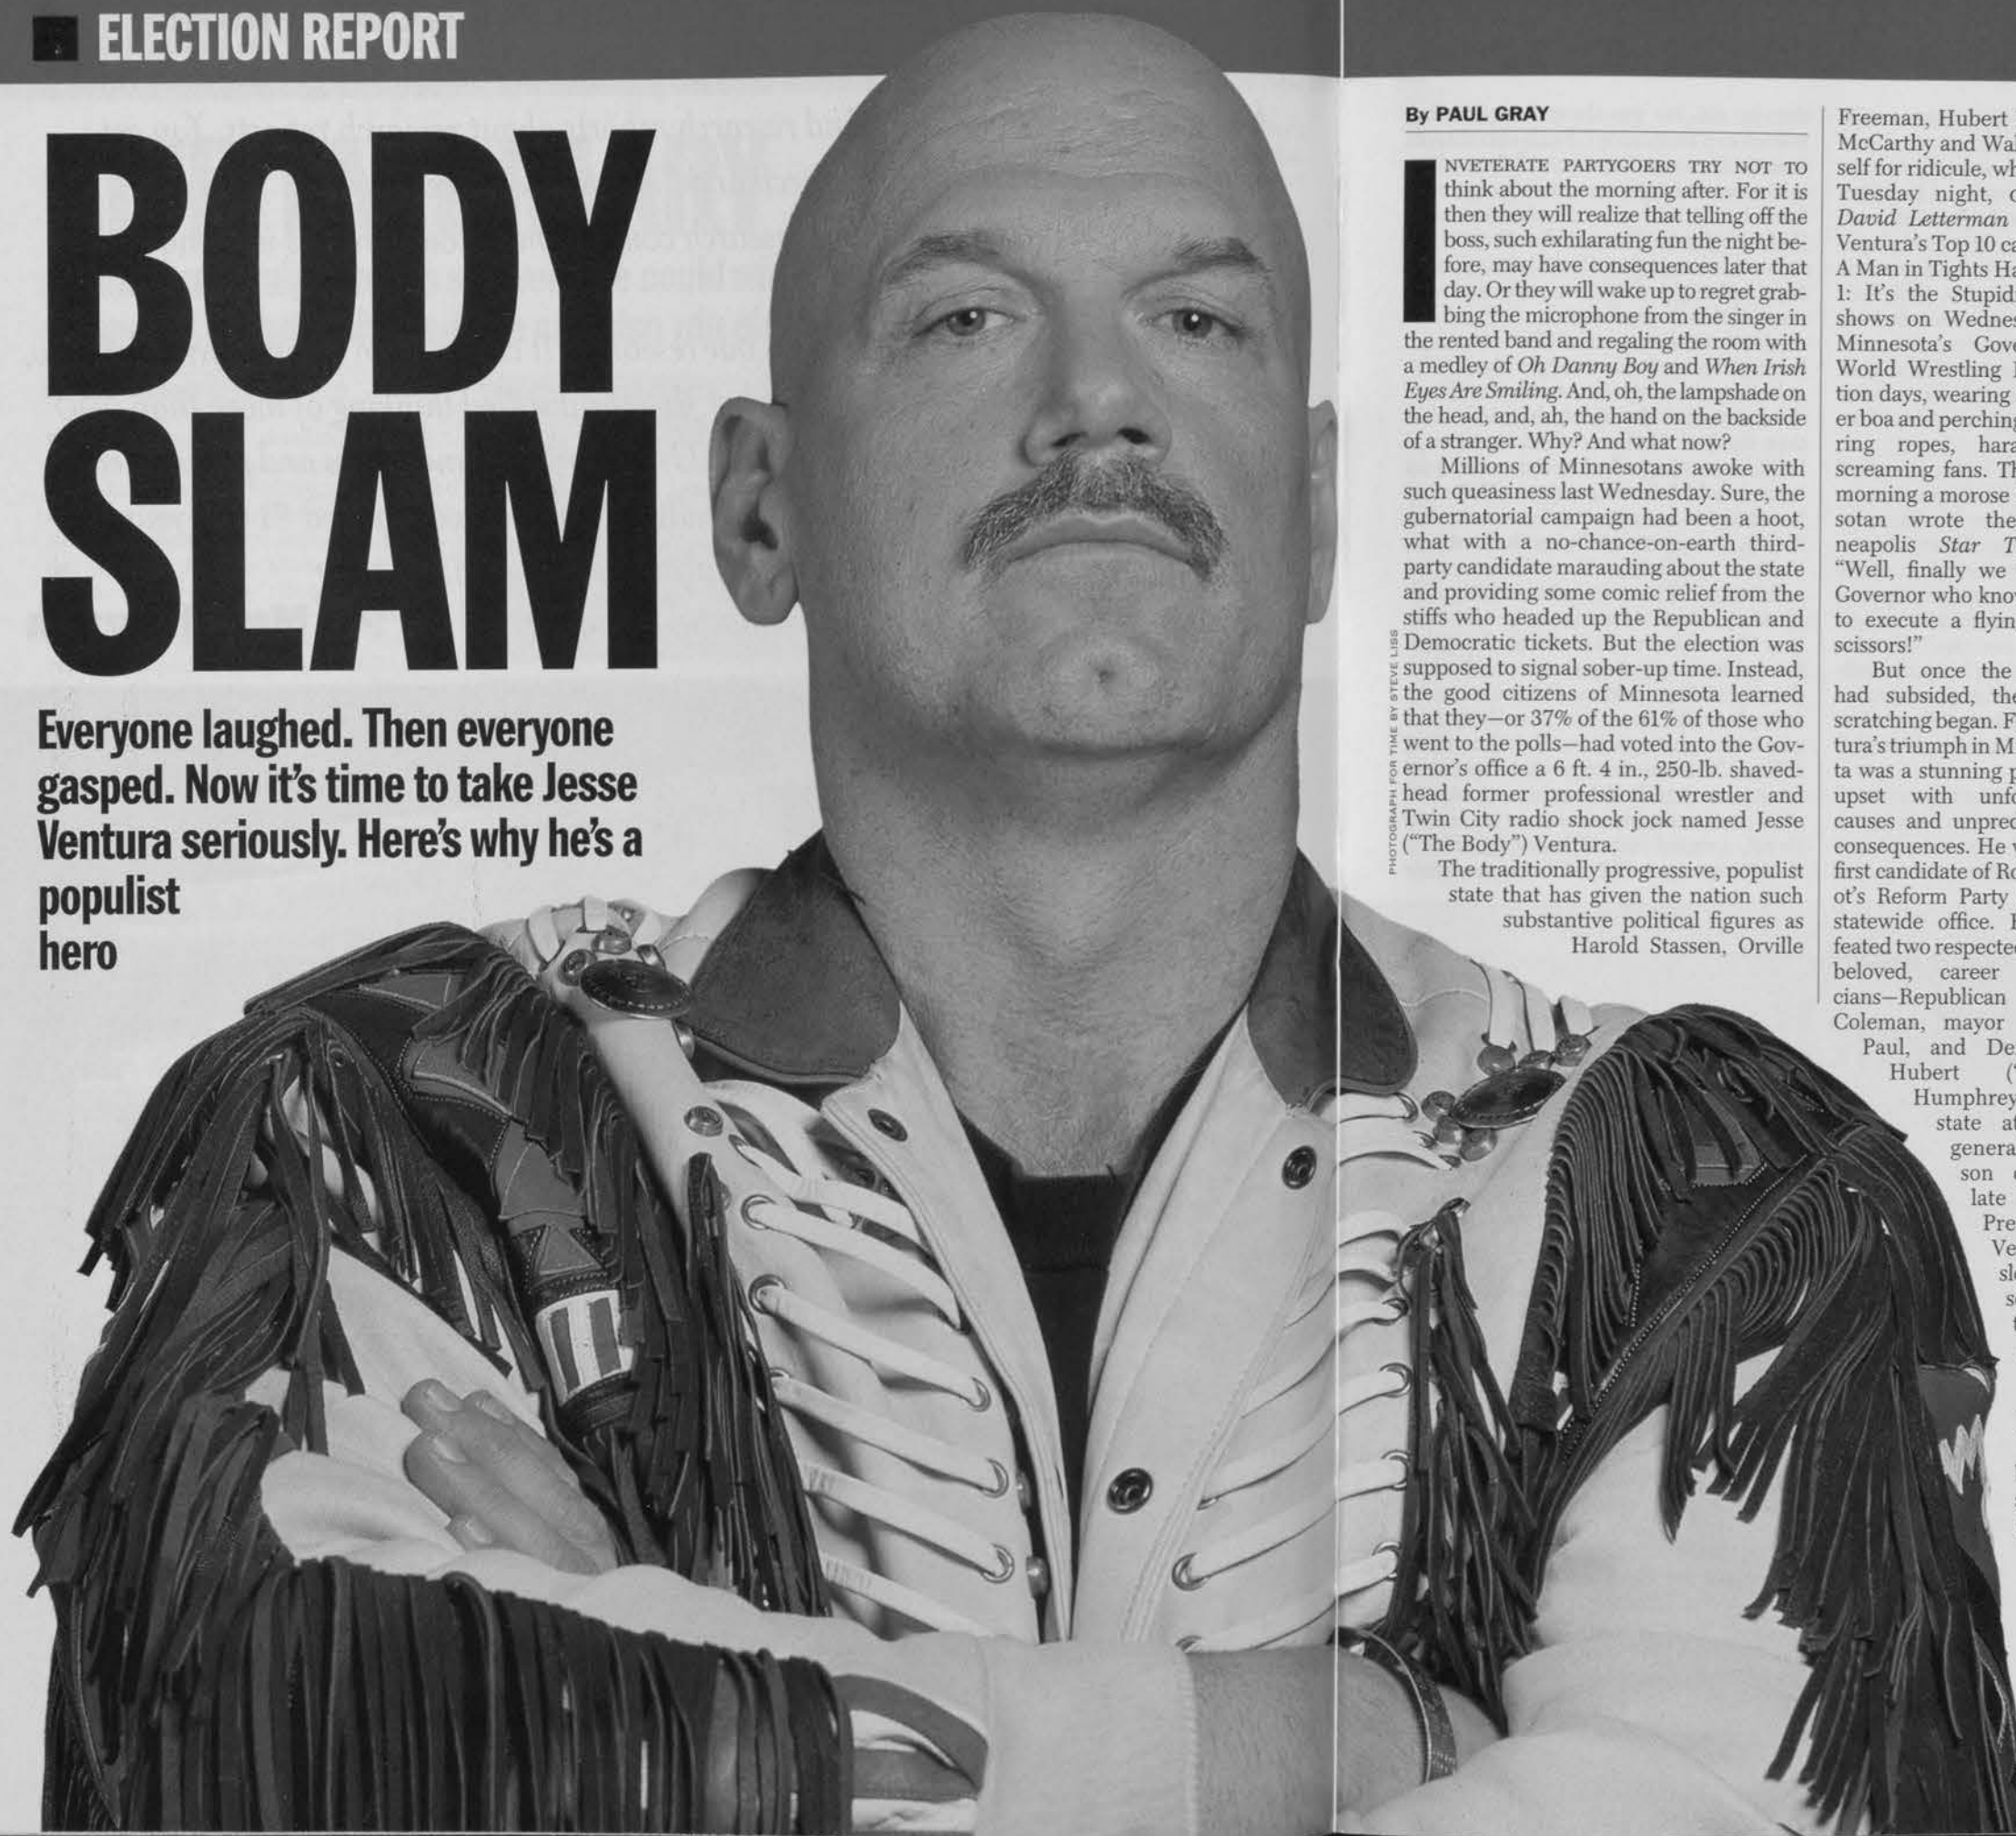 ELECTION REPORT
BODY
SLAM
Everyone laughed. Then everyone
gasped. Now it's time to take Jesse
Ventura seriously. Here's why he's a
populist
hero
By PAUL GRAY
INVETERATE PARTYGOERS TRY NOT TO
think about the morning after. For it is
then they will realize that telling off the
boss, such exhilarating fun the night be-
fore, may have consequences later that
day. Or they will wake up to regret grab-
bing the microphone from the singer in
the rented band and regaling the room with
a medley of Oh Danny Boy and When Irish
Eyes Are Smiling. And, oh, the lampshade on
the head, and, ah, the hand on the backside
of a stranger. Why? And what now?
Millions of Minnesotans awoke with
such queasiness last Wednesday. Sure, the
gubernatorial campaign had been a hoot,
what with a no-chance-on-earth third-
party candidate marauding about the state
and providing some comic relief from the
stiffs who headed up the Republican and
Democratic tickets. But the election was
supposed to signal sober-up time. Instead,
the good citizens of Minnesota learned
that they—or 37% of the 61% of those who
went to the polls—had voted into the Gov-
ernor's office a 6 ft. 4 in., 250-lb. shaved-
head former professional wrestler and
Twin City radio shock jock named Jesse
("The Body") Ventura.
The traditionally progressive, populist
state that has given the nation such
substantive political figures as
Harold Stassen, Orville
PHOTOGRAPH FOR TIME BY STEVE LISS
Freeman, Hubert
McCarthy and Wa
self for ridicule, wh
Tuesday night,
David Letterman
Ventura's Top 10 ca
A Man in Tights Ha
1: It's the Stupid
shows on Wednes
Minnesota's Gove
World Wrestling
tion days, wearing
er boa and perching
ring ropes, hara
screaming fans. Th
morning a morose
sotan wrote the
neapolis Star T
"Well, finally we
Governor who know
to execute a flyin
scissors!"
But once the
had subsided, the
scratching began. F
tura's triumph in M
ta was a stunning p
upset with unfo
causes and unpred
consequences. He w
first candidate of Ro
ot's Reform Party
statewide office. H
feated two respected
beloved, career
cians—Republican
Coleman, mayor
Paul, and De
Hubert ("
Humphrey
state at
genera
son
late
Pre
Ve
sl
s
t